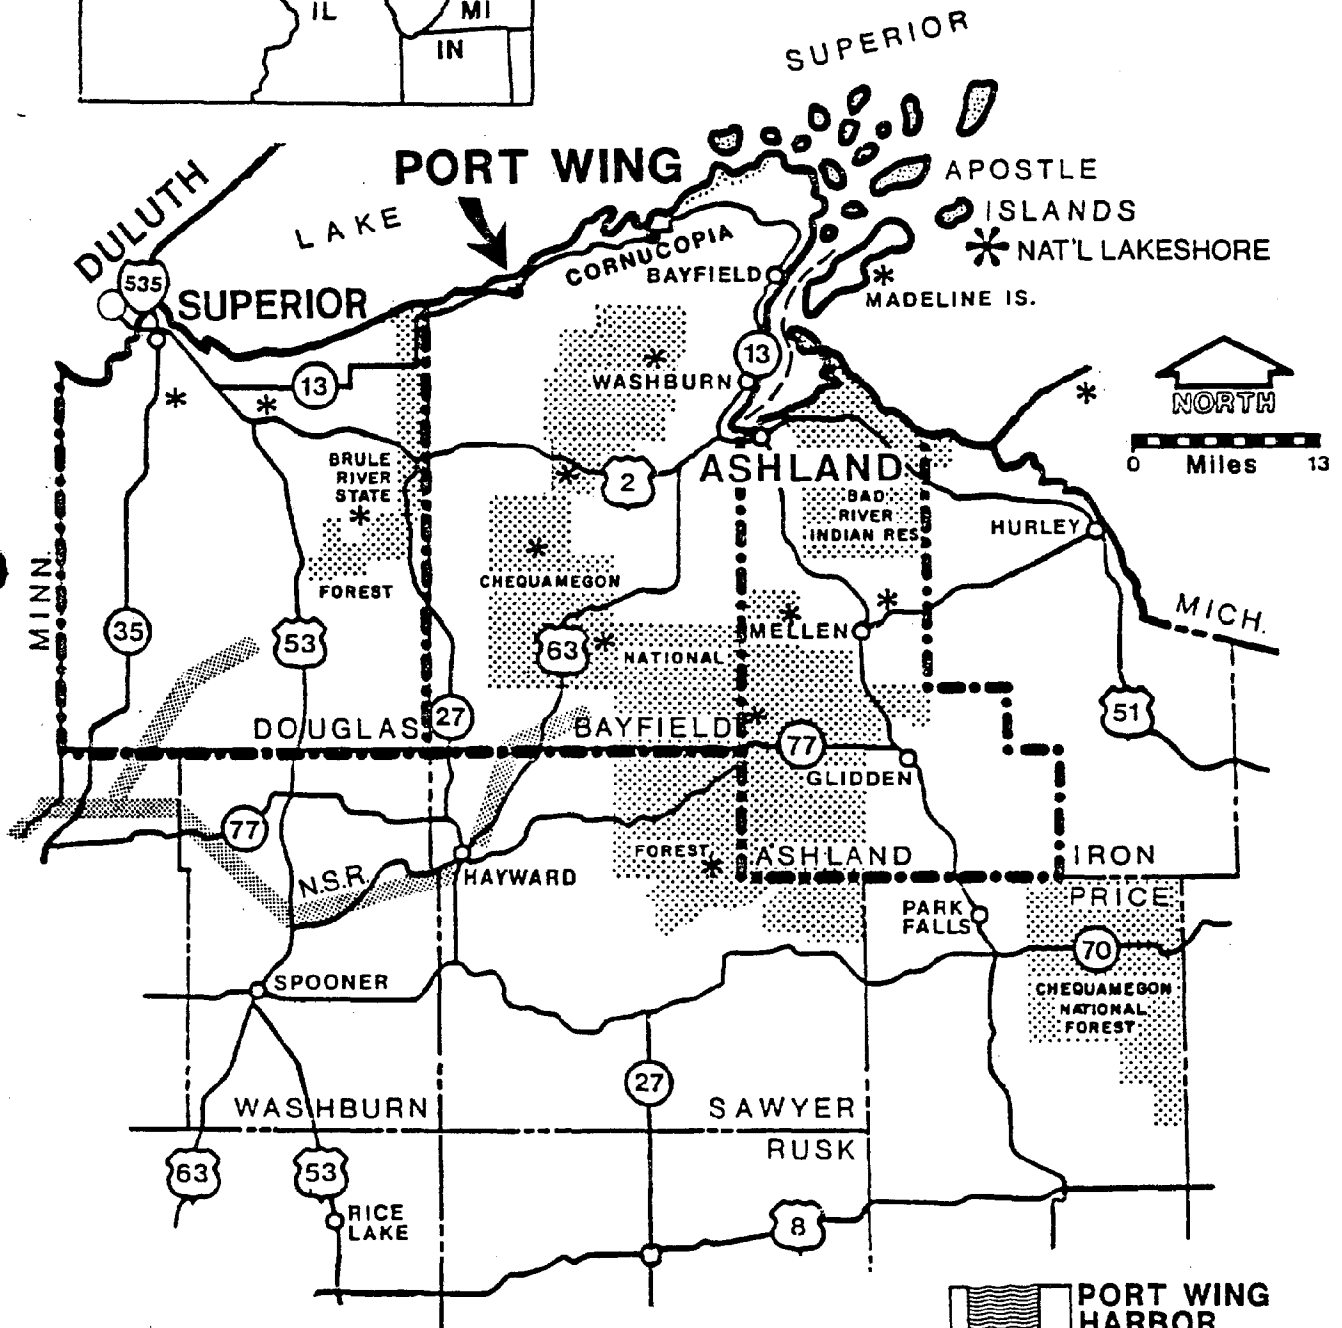 IL
MI
IN
SUPERIOR
PORT WING
DULUTH
LAKE
APOSTLE
ISLANDS
NAT'L LAKESHORE
CORNUCOPIA
BAYFIELD
MADELINE IS.
535
SUPERIOR
13
13
WASHBURN
NORTH
0 Miles 13
BRULE
RIVER
STATE
FOREST
2
ASHLAND
BAD
RIVER
INDIAN RES.
HURLEY
MINN.
CHEQUAMEGON
NATIONAL
FOREST
35
53
63
MELLEN
MICH.
27
51
DOUGLAS
BAYFIELD
77
GLIDDEN
77
N.S.R.
HAYWARD
ASHLAND
IRON
PRICE
PARK
FALLS
70
SPOONER
CHEQUAMEGON
NATIONAL
FOREST
27
WASHBURN
SAWYER
RUSK
63
53
RICE
LAKE
8
PORT WING
HARBOR